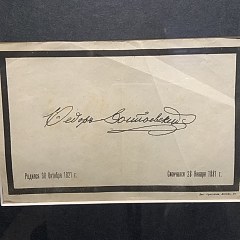 Ѳедоръ Достоевскій
Родился 30 Октября 1821 г. Скончался 28 Января 1881 г.